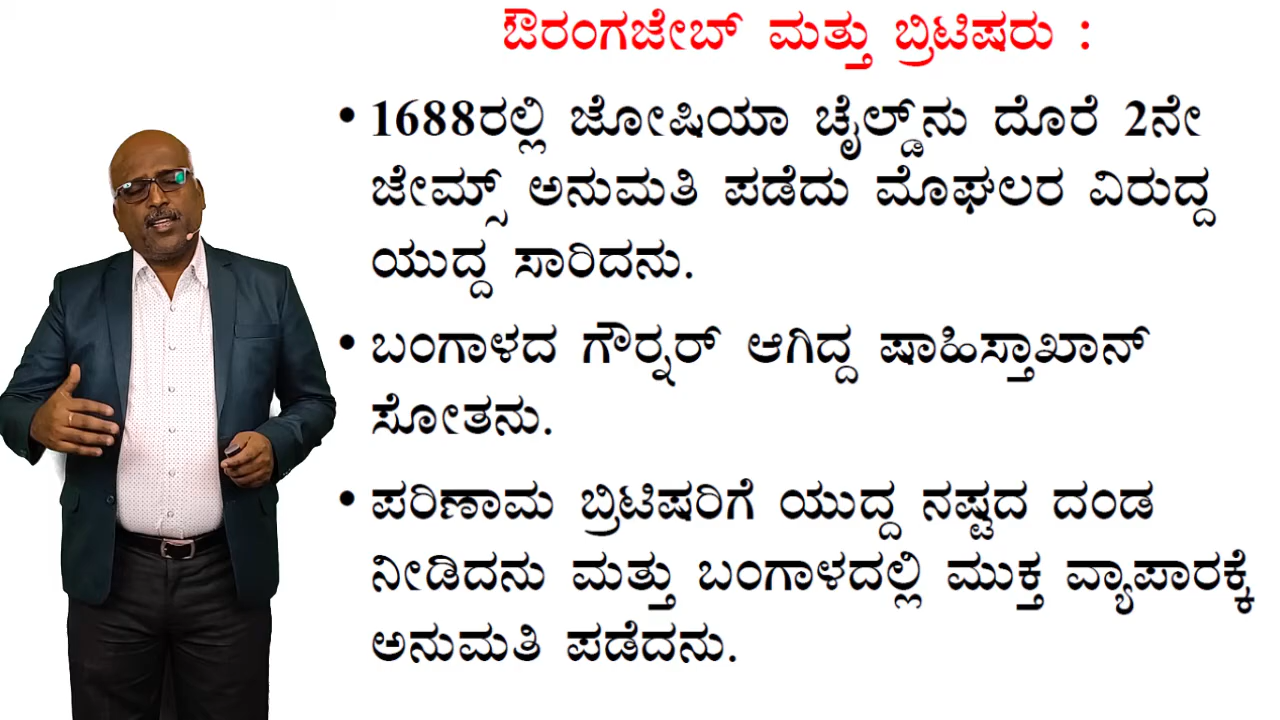 ಔರಂಗಜೇಬ್ ಮತ್ತು ಬ್ರಿಟಿಷರು :
• 1688ರಲ್ಲಿ ಜೋಷಿಯಾ ಚೈಲ್ಡ್‌ನು ದೊರೆ 2ನೇ
ಜೇಮ್ಸ್ ಅನುಮತಿ ಪಡೆದು ಮೊಘಲರ ವಿರುದ್ದ
ಯುದ್ದ ಸಾರಿದನು.
• ಬಂಗಾಳದ ಗೌರ‍್ನರ್ ಆಗಿದ್ದ ಷಾಹಿಸ್ತಾಖಾನ್
ಸೋತನು.
• ಪರಿಣಾಮ ಬ್ರಿಟಿಷರಿಗೆ ಯುದ್ದ ನಷ್ಟದ ದಂಡ
ನೀಡಿದನು ಮತ್ತು ಬಂಗಾಳದಲ್ಲಿ ಮುಕ್ತ ವ್ಯಾಪಾರಕ್ಕೆ
ಅನುಮತಿ ಪಡೆದನು.